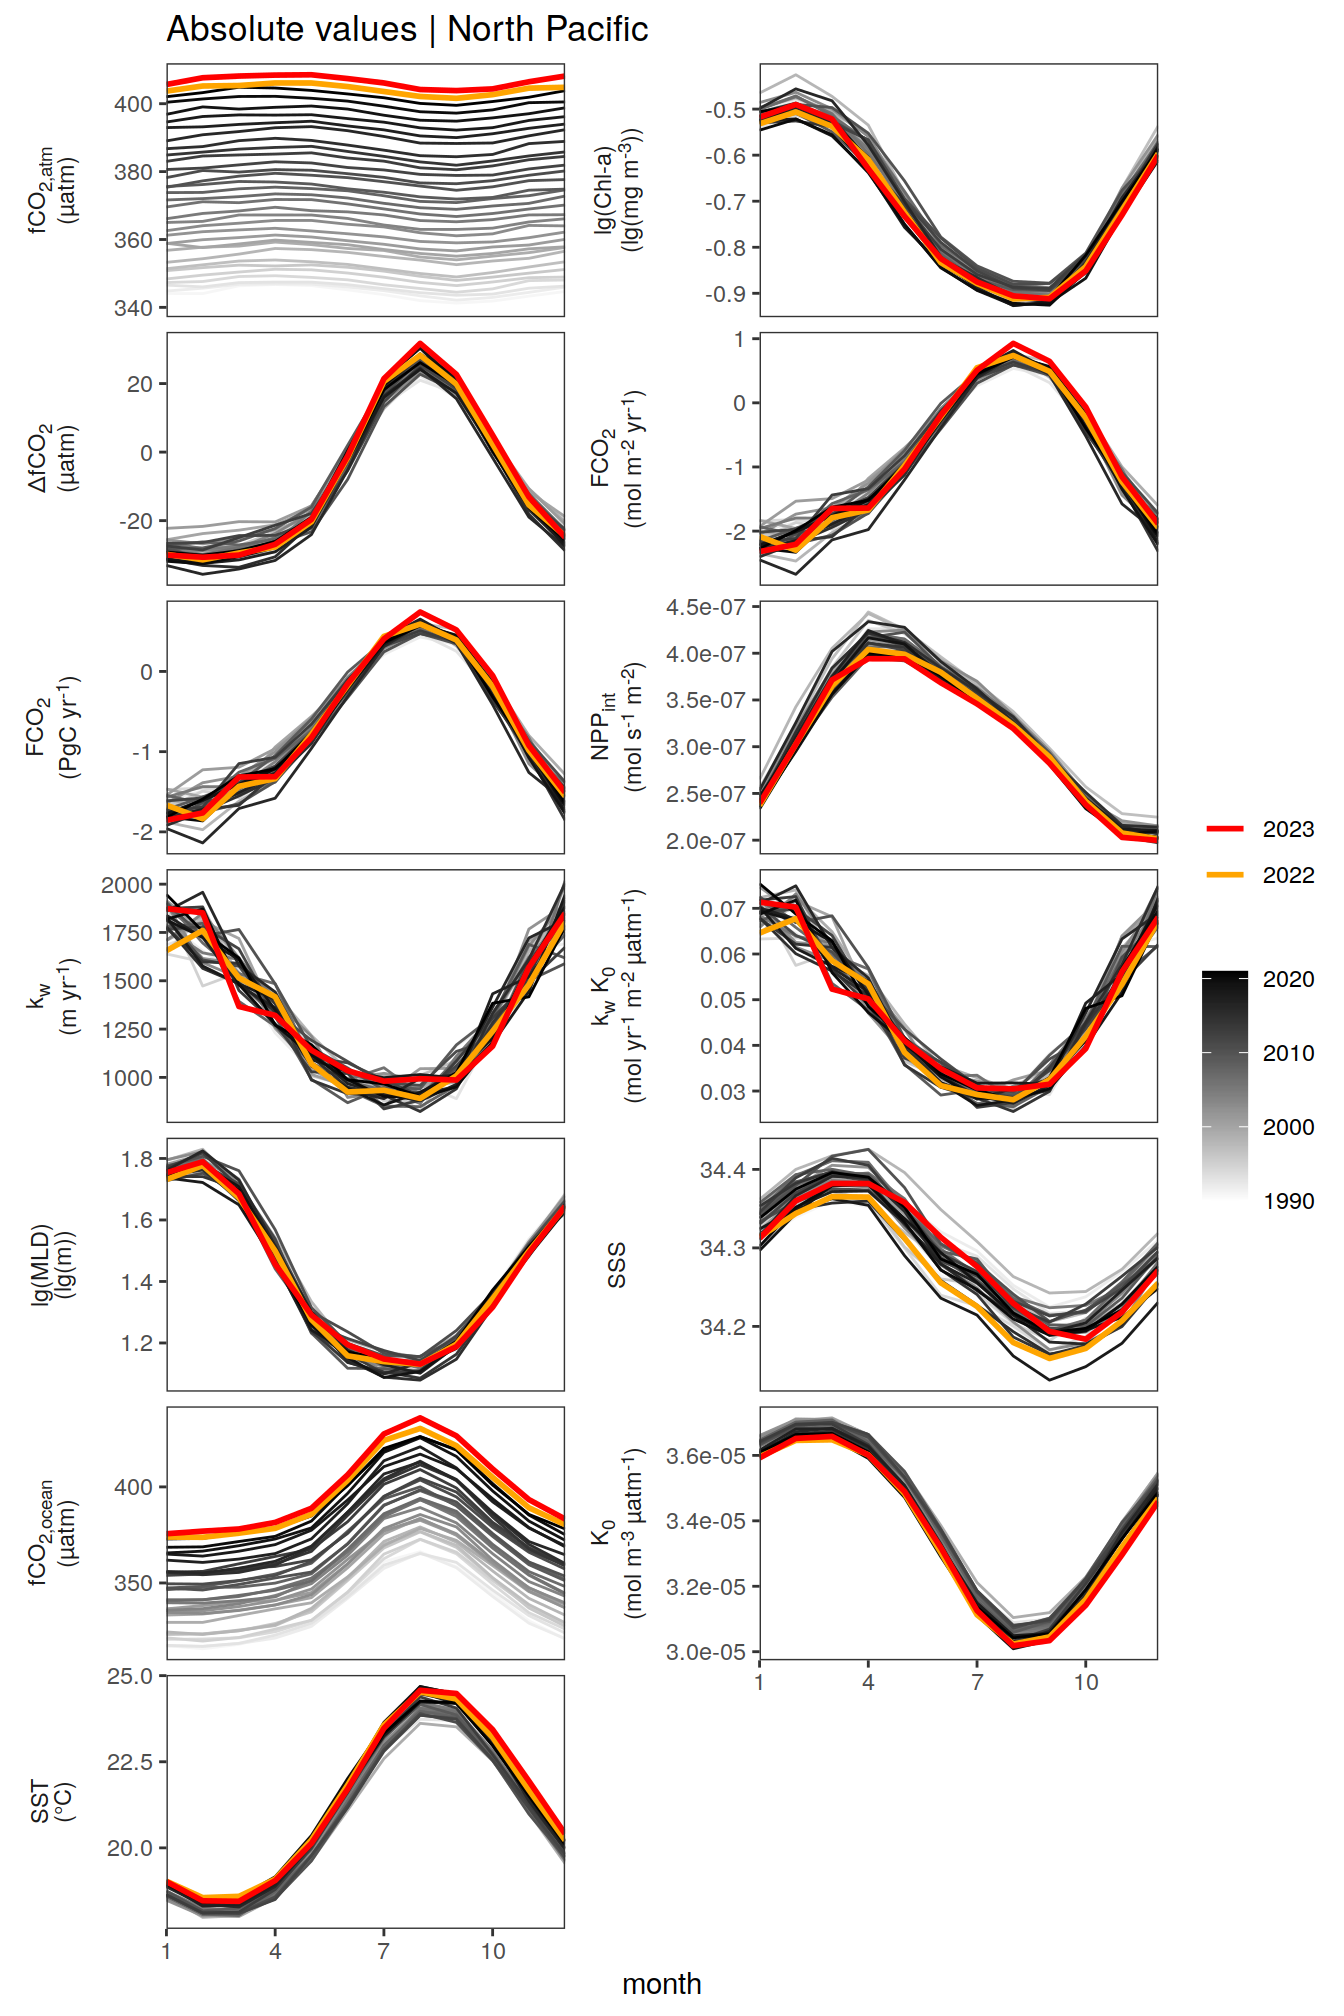 Absolute values | North Pacific
fCO2,atm
(µatm)
400
380
360
340
lg(Chl-a)
(lg(mg m-3))
-0.5
-0.6
-0.7
-0.8
-0.9
ΔfCO2
(µatm)
20
0
-20
FCO2
(mol m-2 yr-1)
1
0
-1
-2
FCO2
(PgC yr-1)
0
-1
-2
NPPint
(mol s-1 m-2)
4.5e-07
4.0e-07
3.5e-07
3.0e-07
2.5e-07
2.0e-07
kw
(m yr-1)
2000
1750
1500
1250
1000
kw K0
(mol yr-1 m-2 µatm-1)
0.07
0.06
0.05
0.04
0.03
lg(MLD)
(lg(m))
1.8
1.6
1.4
1.2
SSS
34.4
34.3
34.2
fCO2,ocean
(µatm)
400
350
K0
(mol m-3 µatm-1)
3.6e-05
3.4e-05
3.2e-05
3.0e-05
1 4 7 10
SST
(°C)
25.0
22.5
20.0
1 4 7 10
month
2023
2022
2020
2010
2000
1990